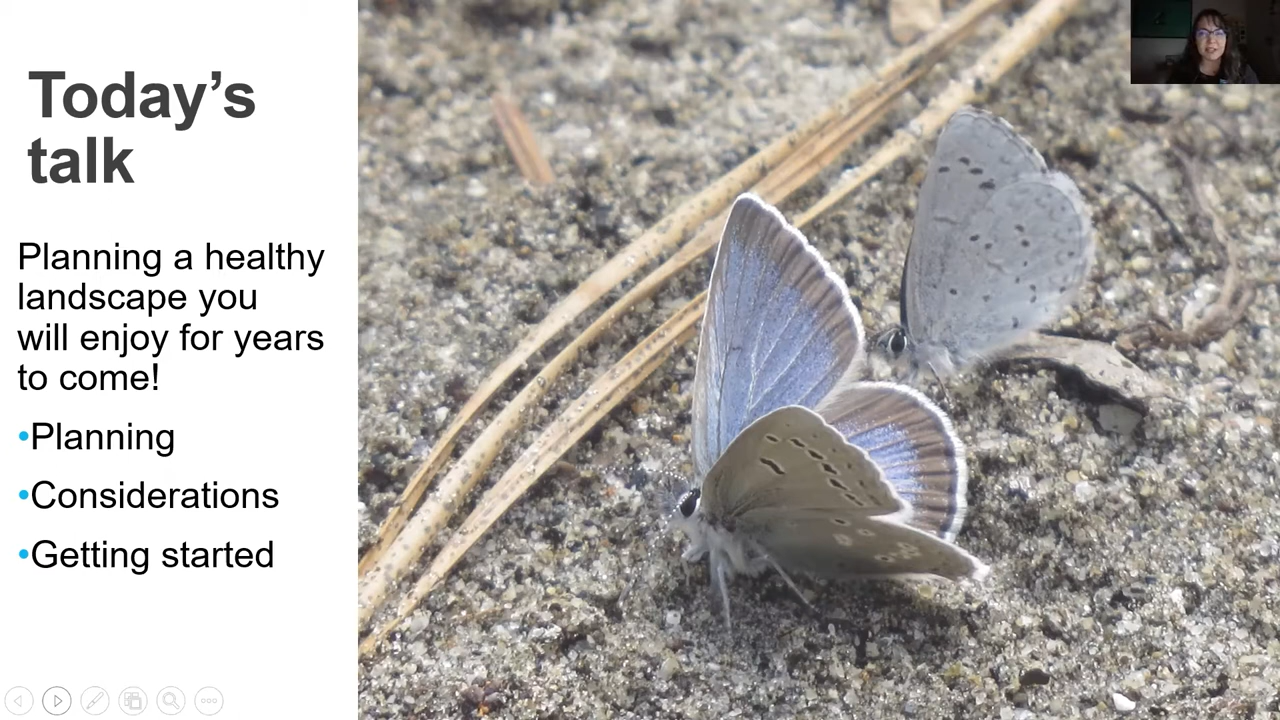 Today’s
talk
Planning a healthy
landscape you
will enjoy for years
to come!
•Planning
•Considerations
•Getting started